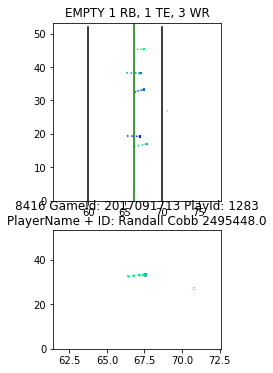 EMPTY 1 RB, 1 TE, 3 WR
50
40
30
20
10
0
60 65 70 75
8416 GameId: 2017091713 PlayId: 1283
PlayerName + ID: Randall Cobb 2495448.0
40
20
0
62.5 65.0 67.5 70.0 72.5